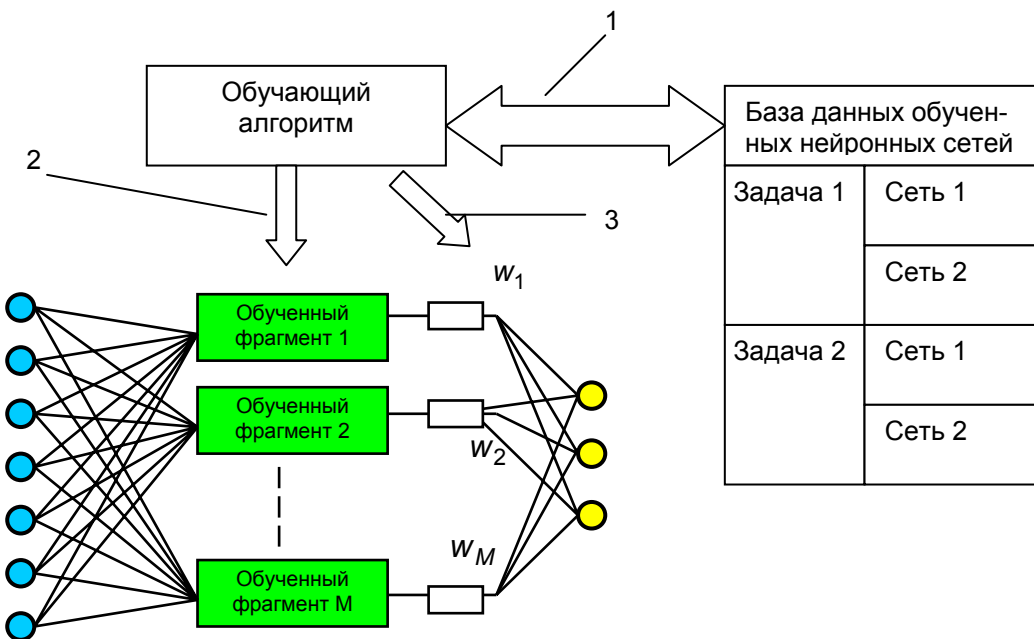 1
Обучающий
алгоритм
База данных обучен-
ных нейронных сетей
2
3
Задача 1
Сеть 1
Сеть 2
Задача 2
Сеть 1
Сеть 2
w1
Обученный
фрагмент 1
Обученный
фрагмент 2
w2
wM
Обученный
фрагмент М